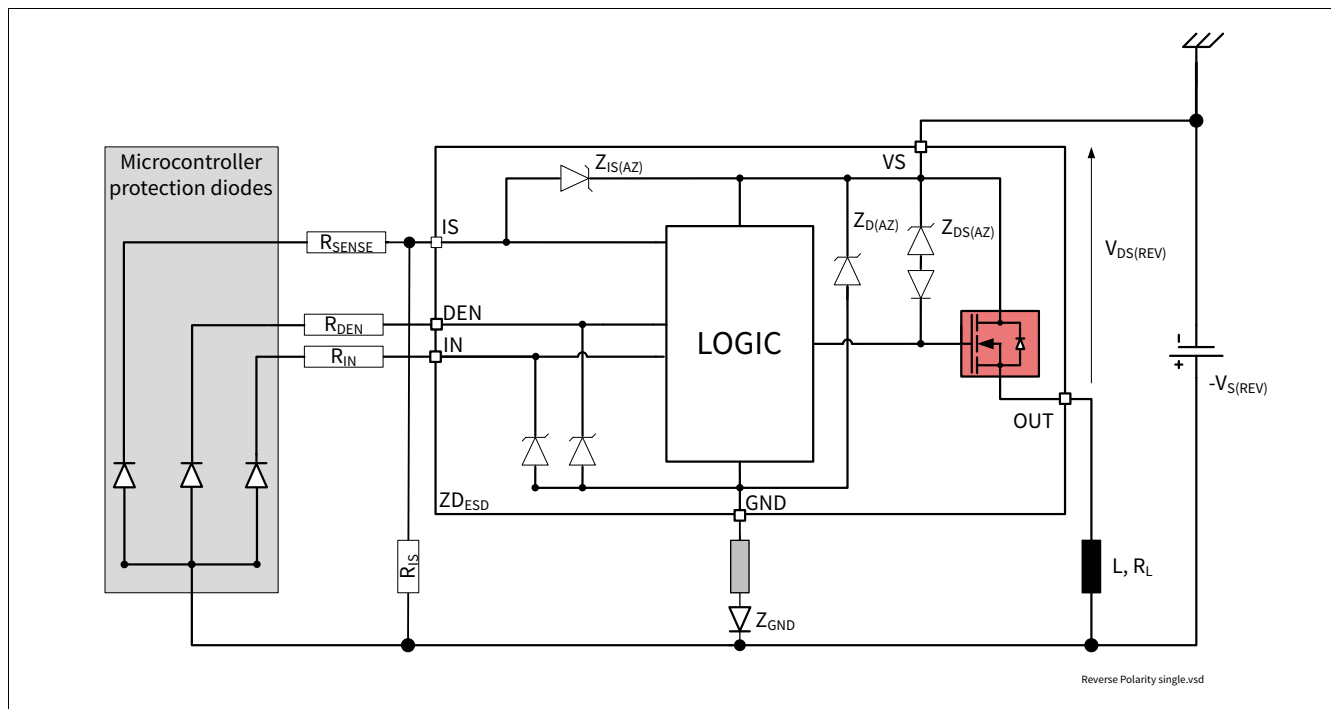 Microcontroller
protection diodes
VS
Z_IS(AZ)
IS
R_SENSE
Z_D(AZ)
Z_DS(AZ)
V_DS(REV)
DEN
R_DEN
IN
R_IN
LOGIC
-
+
-V_S(REV)
OUT
ZD_ESD
GND
R_IS
L, R_L
Z_GND
Reverse Polarity single.vsd